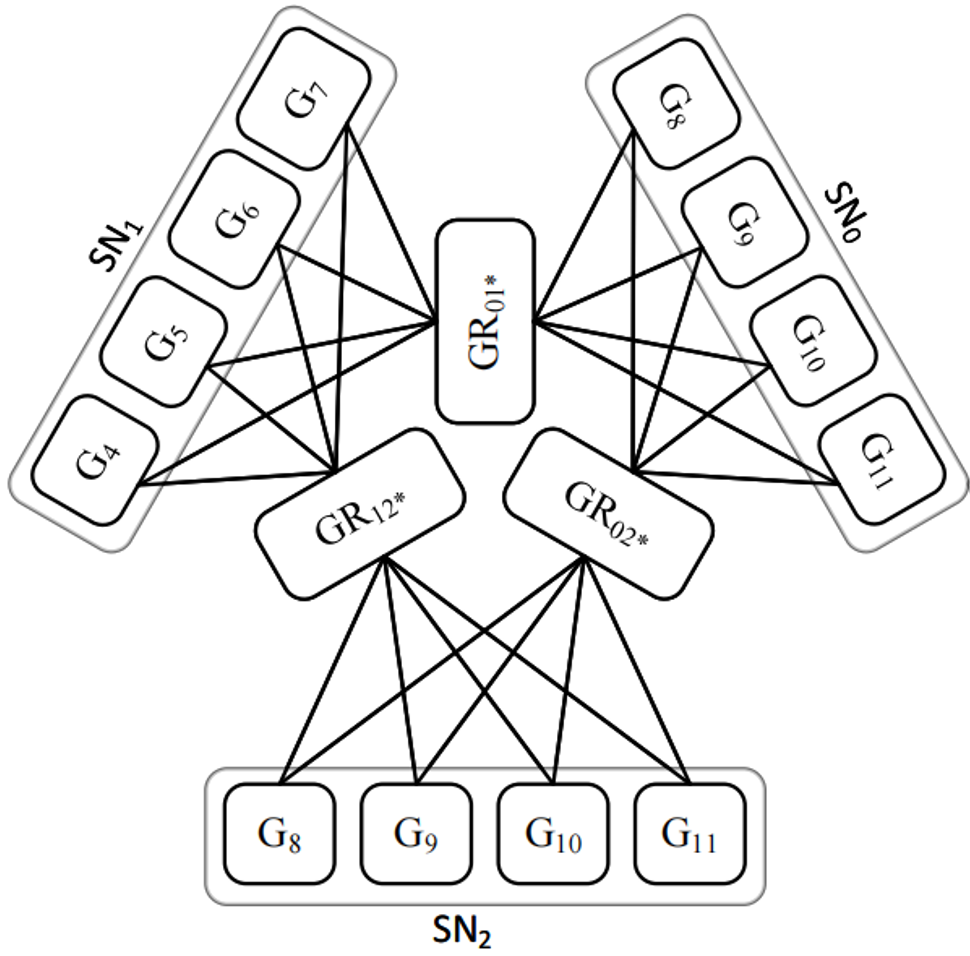 SN₁
G₇
G₆
G₅
G₄
SN₀
G₈
G₉
G₁₀
G₁₁
GR₀₁*
GR₁₂*
GR₀₂*
G₈ G₉ G₁₀ G₁₁
SN₂